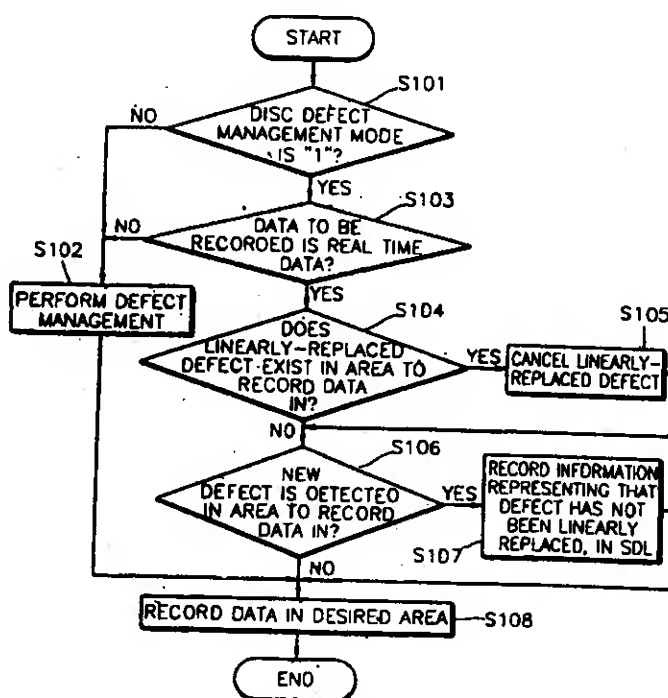 START
S101
NO
DISC DEFECT
MANAGEMENT MODE
IS "1"?
YES
S103
NO
DATA TO BE
RECORDED IS REAL TIME
DATA?
S102
PERFORM DEFECT
MANAGEMENT
YES
S104
DOES
LINEARLY-REPLACED
DEFECT EXIST IN AREA TO
RECORD DATA
IN?
YES
S105
CANCEL LINEARLY-
REPLACED DEFECT
NO
S106
NEW
DEFECT IS DETECTED
IN AREA TO RECORD
DATA IN?
YES
RECORD INFORMATION
REPRESENTING THAT
DEFECT HAS NOT
BEEN LINEARLY
REPLACED, IN SDL
S107
NO
RECORD DATA IN DESIRED AREA
S108
END